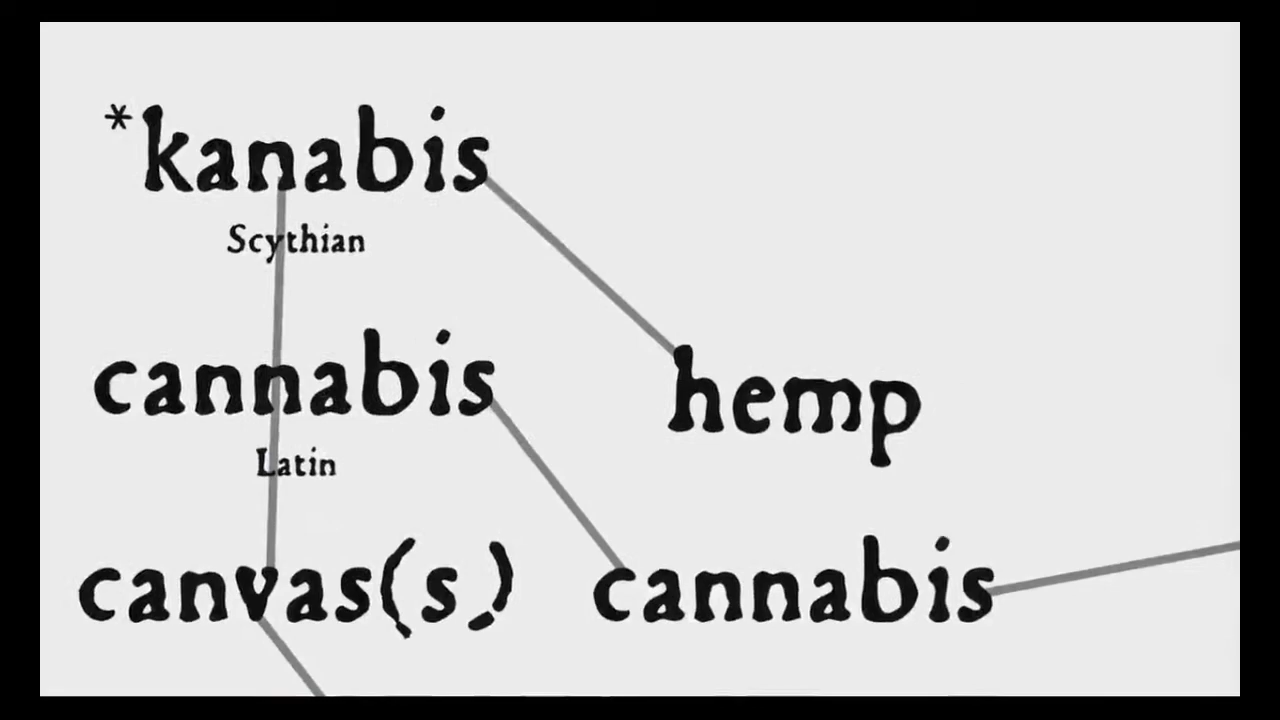 *kanabis
Scythian
cannabis
hemp
Latin
canvas(s)
cannabis